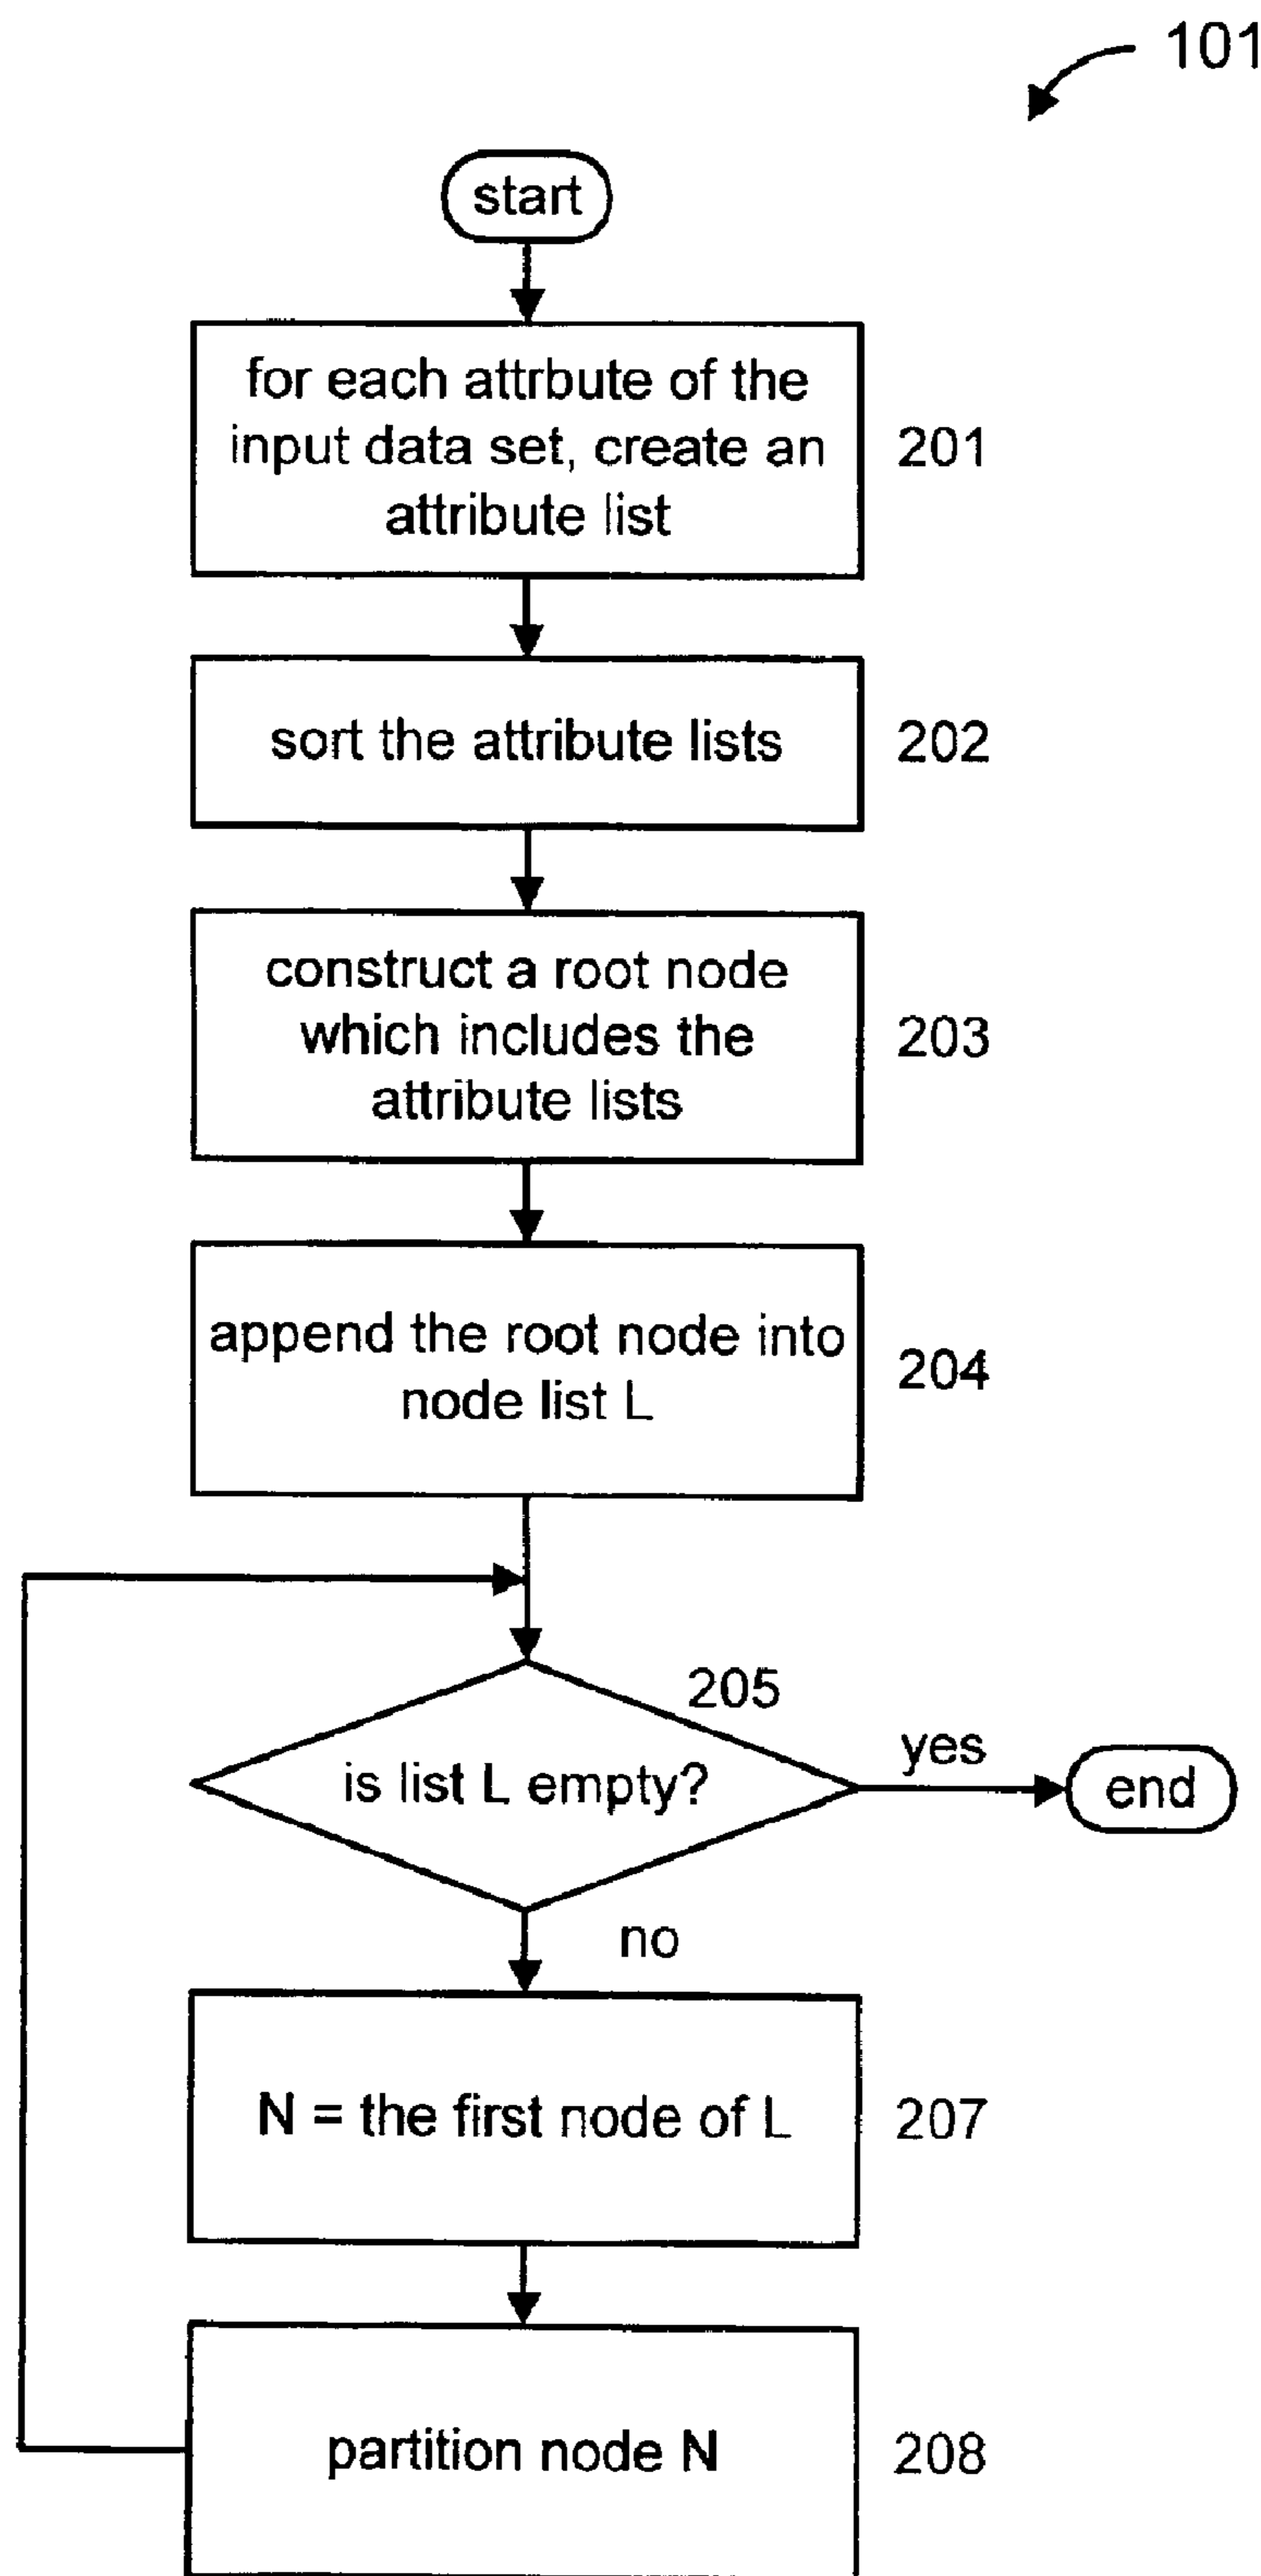 101
start
for each attrbute of the
input data set, create an
attribute list
201
sort the attribute lists
202
construct a root node
which includes the
attribute lists
203
append the root node into
node list L
204
205
is list L empty?
yes
end
no
N = the first node of L
207
partition node N
208